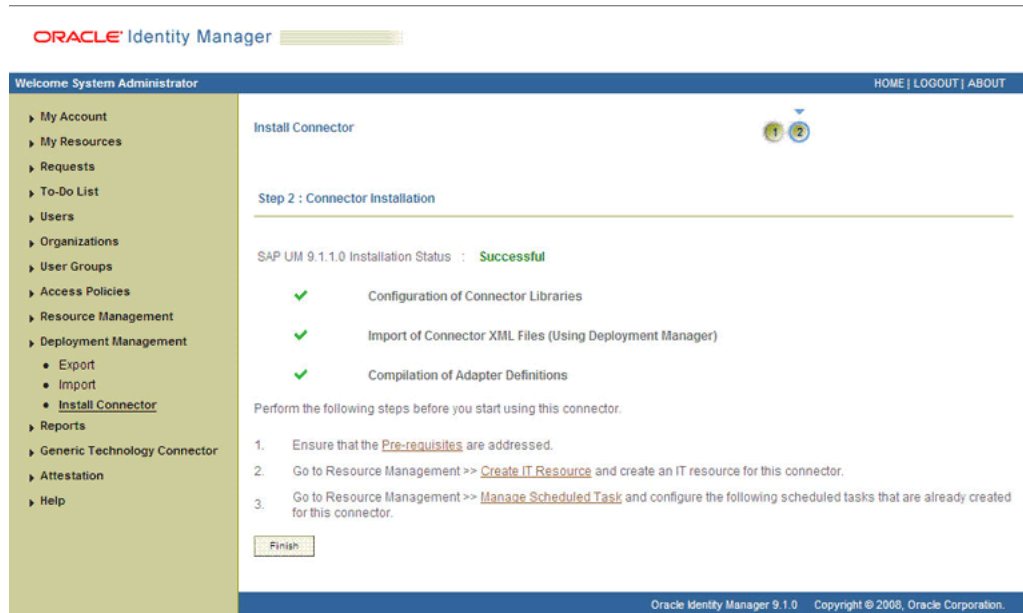 ORACLE Identity Manager
Welcome System Administrator
HOME | LOGOUT | ABOUT
My Account
My Resources
Requests
To-Do List
Users
Organizations
User Groups
Access Policies
Resource Management
Deployment Management
Export
Import
Install Connector
Reports
Generic Technology Connector
Attestation
Help
Install Connector
1 2
Step 2 : Connector Installation
SAP UM 9.1.1.0 Installation Status : Successful
Configuration of Connector Libraries
Import of Connector XML Files (Using Deployment Manager)
Compilation of Adapter Definitions
Perform the following steps before you start using this connector.
1. Ensure that the Pre-requisites are addressed.
2. Go to Resource Management >> Create IT Resource and create an IT resource for this connector.
3. Go to Resource Management >> Manage Scheduled Task and configure the following scheduled tasks that are already created
for this connector.
Finish
Oracle Identity Manager 9.1.0 Copyright © 2008, Oracle Corporation.